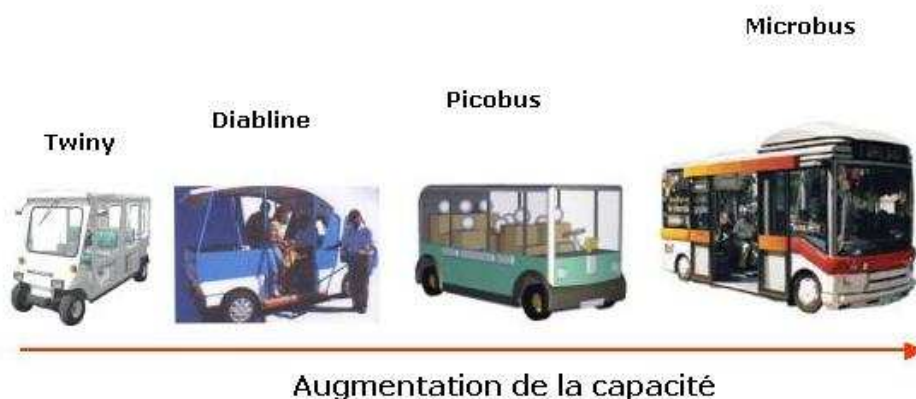 Microbus
Picobus
Diabline
Twiny
Augmentation de la capacité